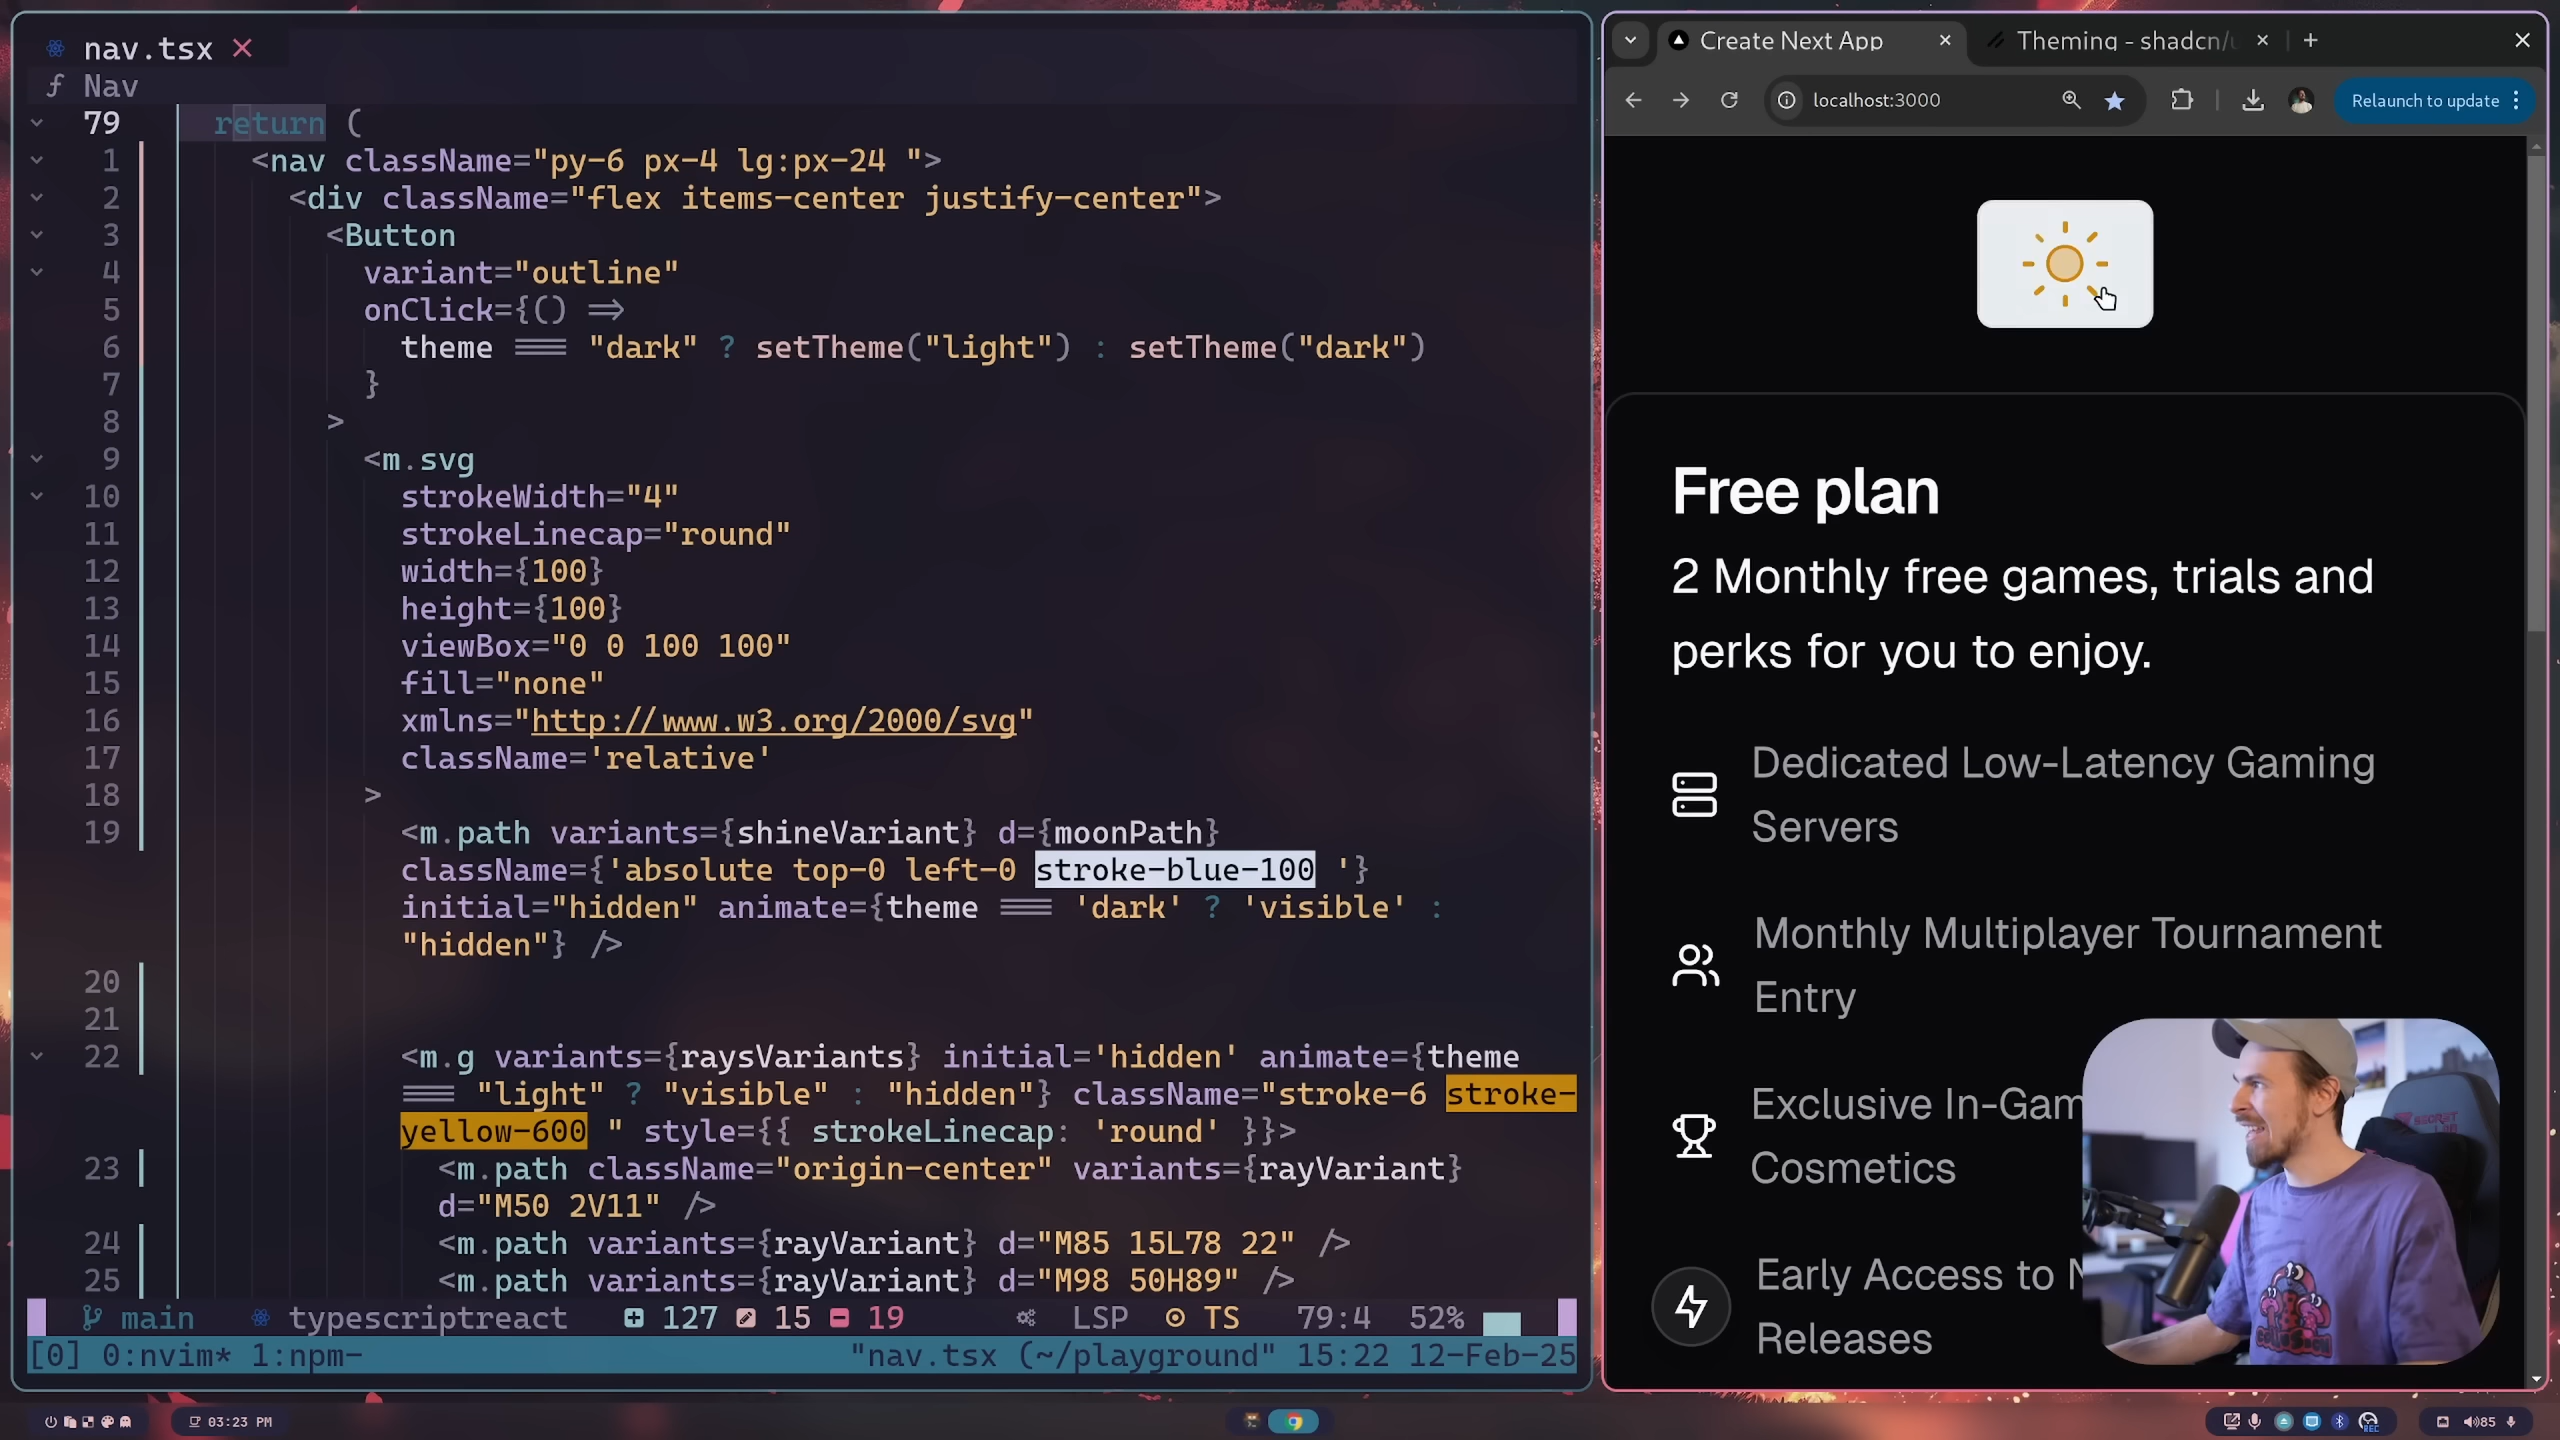 nav.tsx
Nav
79 return (
1 <nav className="py-6 px-4 lg:px-24 ">
2 <div className="flex items-center justify-center">
3 <Button
4 variant="outline"
5 onClick={() =>
6 theme === "dark" ? setTheme("light") : setTheme("dark")
7 }
8 >
9 <m.svg
10 strokeWidth="4"
11 strokeLinecap="round"
12 width={100}
13 height={100}
14 viewBox="0 0 100 100"
15 fill="none"
16 xmlns="http://www.w3.org/2000/svg"
17 className='relative'
18 >
19 <m.path variants={shineVariant} d={moonPath}
className={'absolute top-0 left-0 stroke-blue-100 '}
initial="hidden" animate={theme === 'dark' ? 'visible' :
"hidden"} />
20
21
22 <m.g variants={raysVariants} initial='hidden' animate={theme
=== "light" ? "visible" : "hidden"} className="stroke-6 stroke-
yellow-600 " style={{ strokeLinecap: 'round' }}>
23 <m.path className="origin-center" variants={rayVariant}
d="M50 2V11" />
24 <m.path variants={rayVariant} d="M85 15L78 22" />
25 <m.path variants={rayVariant} d="M98 50H89" />
main typescriptreact 127 15 19 LSP TS 79:4 52%
[0] 0:nvim* 1:npm- "nav.tsx (~/playground" 15:22 12-Feb-25
03:23 PM
Create Next App
Theming - shadcn/u
localhost:3000
Relaunch to update
Free plan
2 Monthly free games, trials and
perks for you to enjoy.
Dedicated Low-Latency Gaming
Servers
Monthly Multiplayer Tournament
Entry
Exclusive In-Gam
Cosmetics
Early Access to N
Releases
85
REC